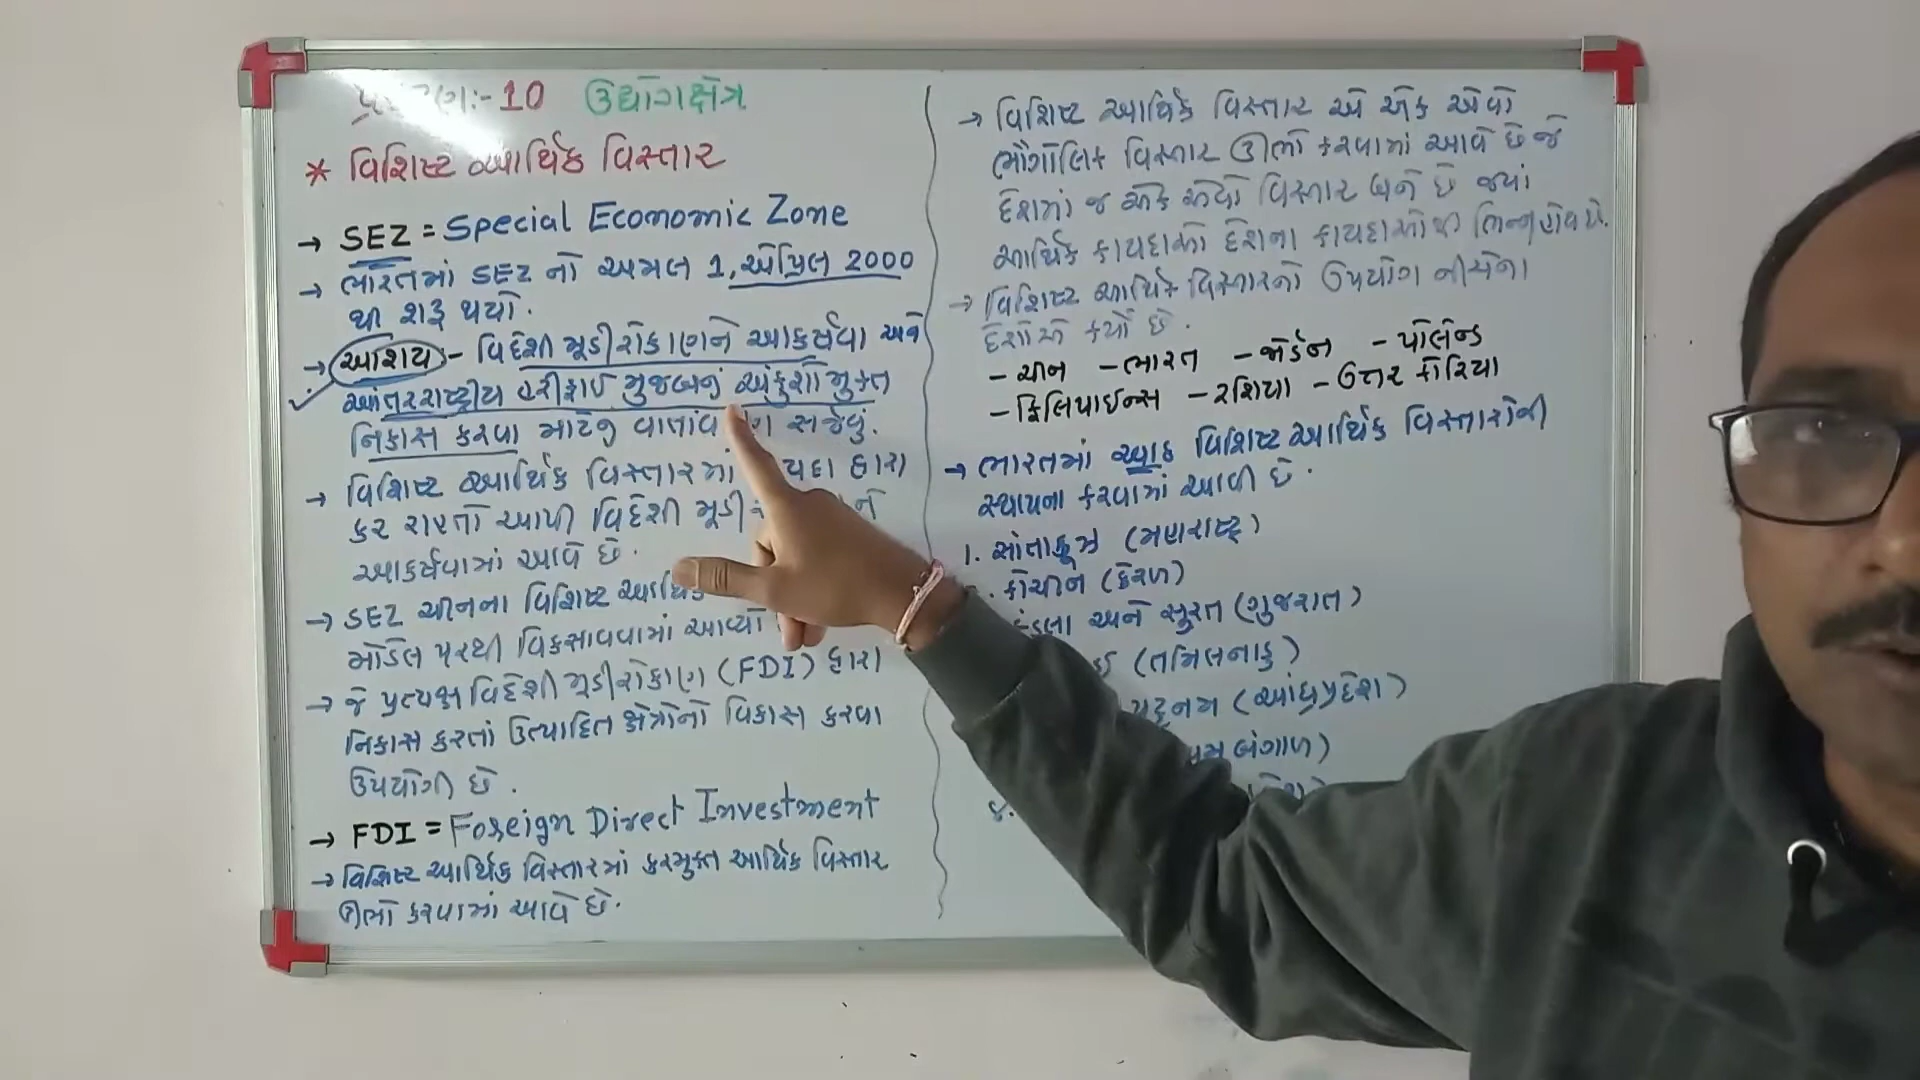 :- 10 ઉદ્યોગક્ષેત્ર
* વિશિષ્ટ આર્થિક વિસ્તાર
→ SEZ = Special Economic Zone
→ ભારતમાં SEZ નો અમલ 1, એપ્રિલ 2000
થી શરૂ થયો.
→ આશય - વિદેશી મૂડીરોકાણને આકર્ષવા અને
આંતરરાષ્ટ્રીય હરીફાઈ મુજબનું અંકુશોમુક્ત
નિકાસ કરવા માટેનું સર્જવું.
→ વિશિષ્ટ આર્થિક વિસ્તારમાં દ્વારા
કર રાહતો આપી વિદેશી
આકર્ષવામાં આવે છે.
→ SEZ ચીનના વિશિષ્ટ આર્થિક
મોડેલ પરથી વિકસાવવામાં આવ્યો
→ જે પ્રત્યક્ષ વિદેશી મૂડીરોકાણ (FDI) દ્વારા
નિકાસ કરતાં ઉત્પાદિત ક્ષેત્રોનો વિકાસ કરવા
ઉપયોગી છે.
→ FDI = Foreign Direct Investment
→ વિશિષ્ટ આર્થિક વિસ્તારમાં કરમુક્ત આર્થિક વિસ્તાર
ઊભો કરવામાં આવે છે.
→ વિશિષ્ટ આર્થિક વિસ્તાર એ એક એવો
ભૌગોલિક વિસ્તાર ઊભો કરવામાં આવે છે જે
દેશમાં જ એક એવો વિસ્તાર બને છે જ્યાં
આર્થિક કાયદાઓ દેશના કાયદાઓથી ભિન્ન હોય છે.
→ વિશિષ્ટ આર્થિક વિસ્તારનો ઉપયોગ નીચેના
દેશોએ કર્યો છે.
- ચીન - ભારત - જોર્ડન - પોલેન્ડ
- ફિલિપાઈન્સ - રશિયા - ઉત્તર કોરિયા
→ ભારતમાં આઠ વિશિષ્ટ આર્થિક વિસ્તારોની
સ્થાપના કરવામાં આવી છે.
1. સાંતાક્રુઝ (મહારાષ્ટ્ર)
કોચીન (કેરળ)
અને સુરત (ગુજરાત)
(તમિલનાડુ)
(આંધ્રપ્રદેશ)
બંગાળ)
૪.